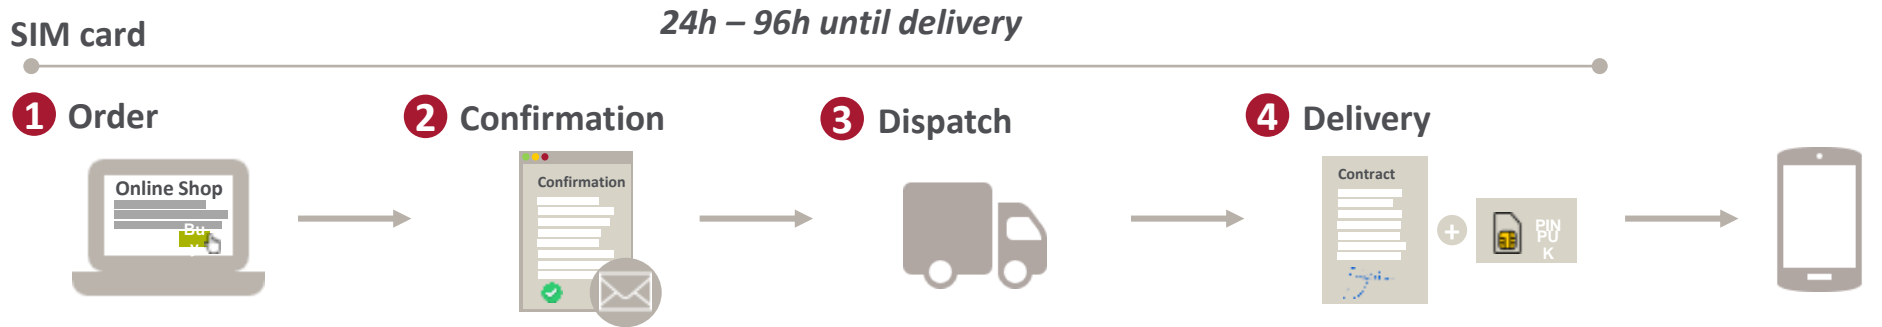 24h – 96h until delivery
SIM card
1 Order
2 Confirmation
3 Dispatch
4 Delivery
Online Shop
Bu
y
Confirmation
Contract
+
PIN
PU
K